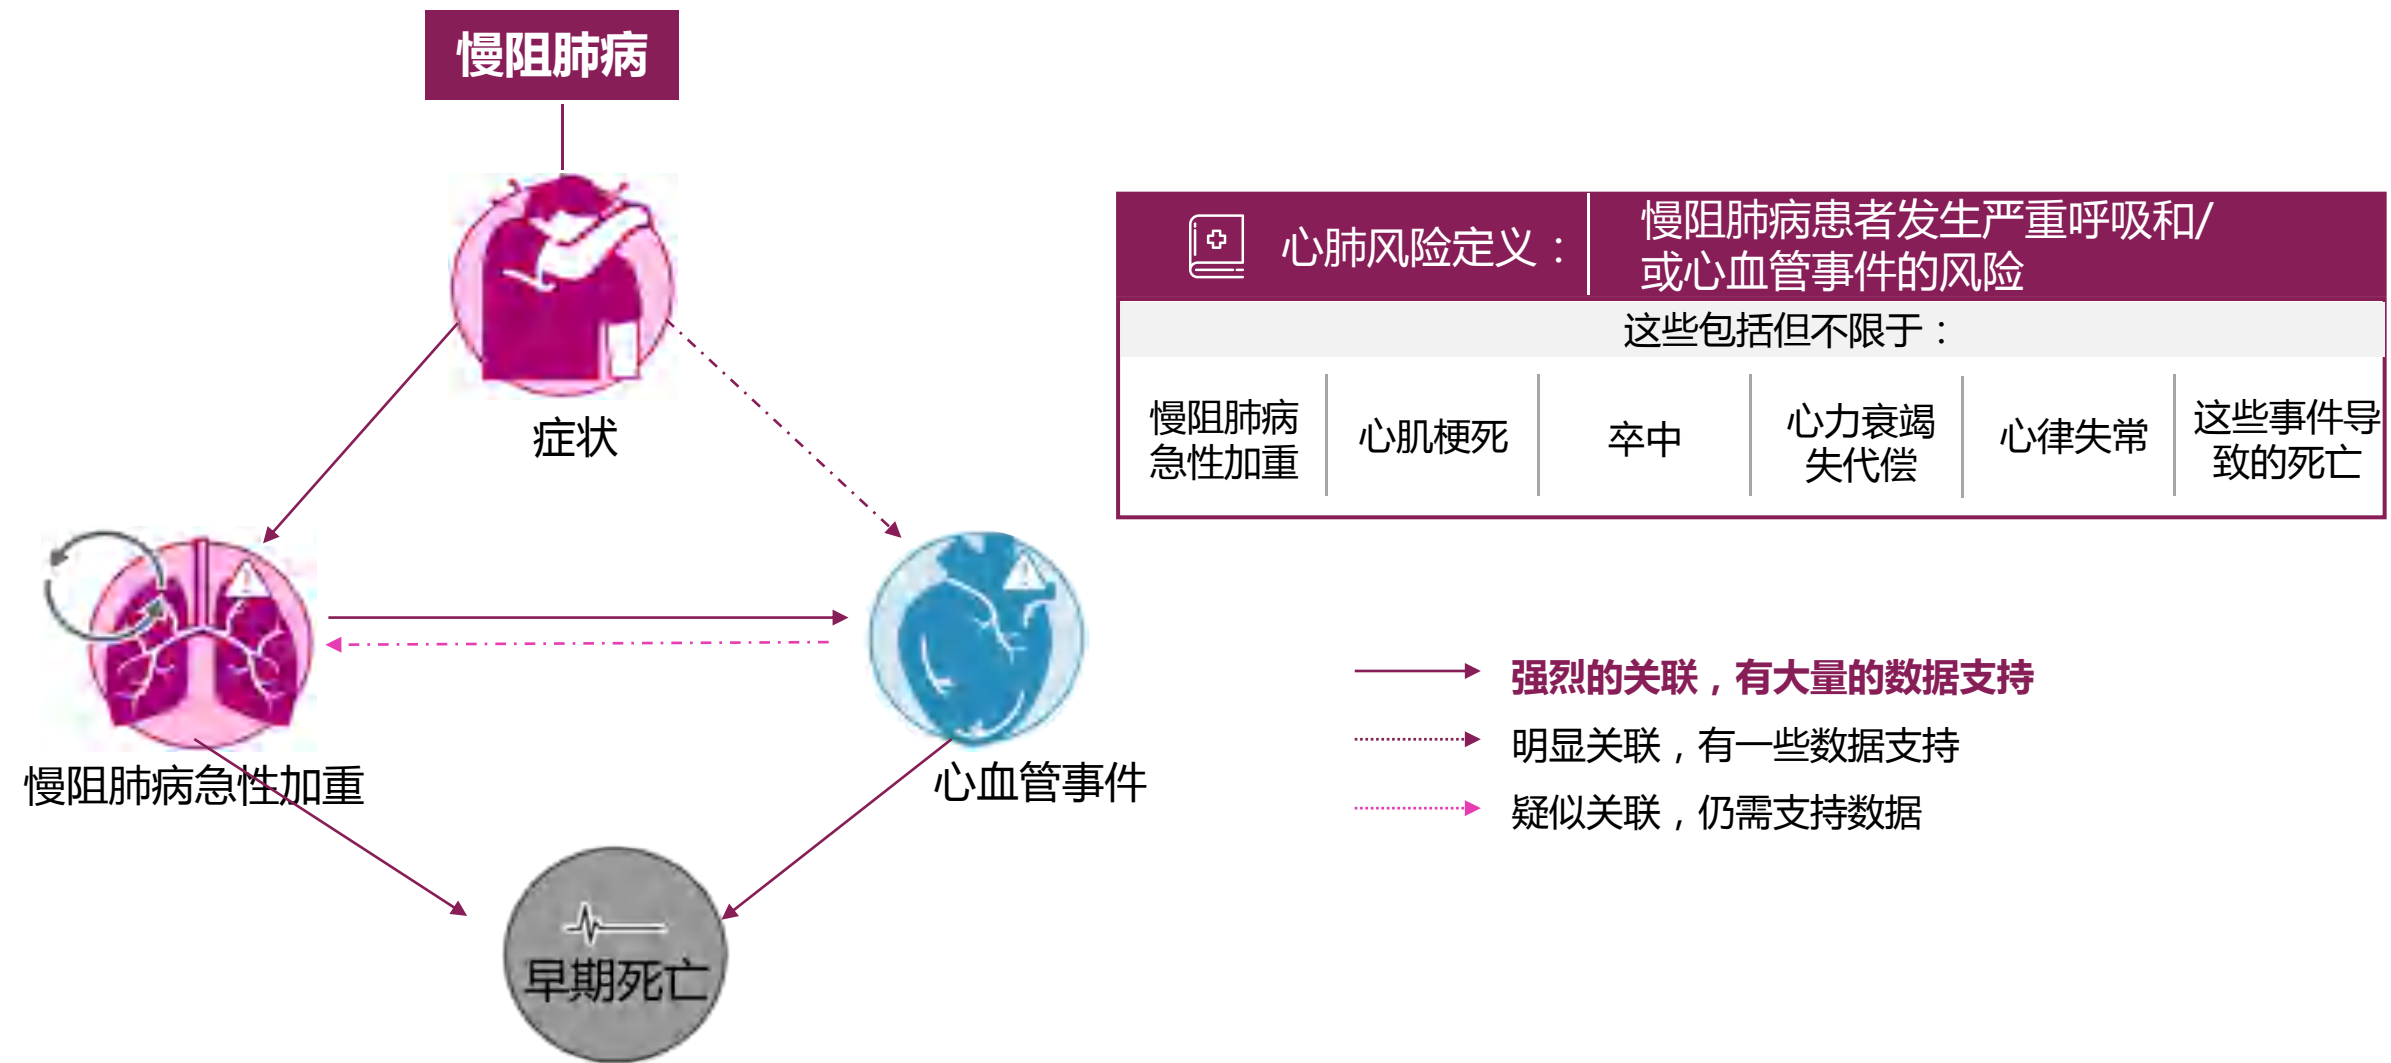 慢阻肺病
症状
慢阻肺病急性加重
心血管事件
早期死亡
心肺风险定义：
慢阻肺病患者发生严重呼吸和/
或心血管事件的风险
这些包括但不限于：
慢阻肺病
急性加重
心肌梗死
卒中
心力衰竭
失代偿
心律失常
这些事件导
致的死亡
强烈的关联，有大量的数据支持
明显关联，有一些数据支持
疑似关联，仍需支持数据